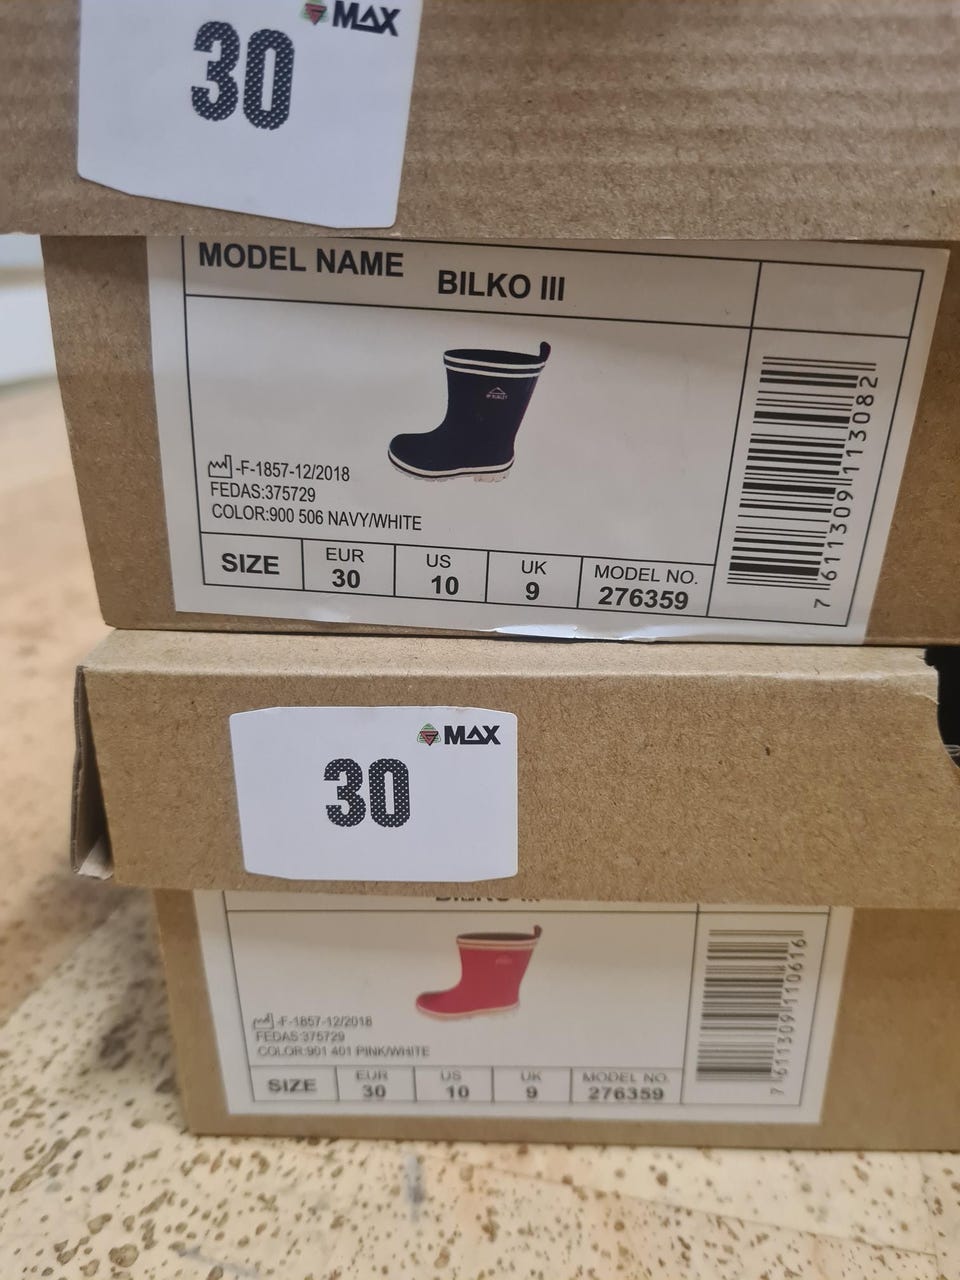 MAX
30
MODEL NAME BILKO III
-F-1857-12/2018
FEDAS:375729
COLOR:900 506 NAVY/WHITE
SIZE EUR 30 US 10 UK 9 MODEL NO. 276359
7 611309 113082
MAX
30
-F-1857-12/2018
FEDAS:375729
COLOR:901 401 PINK/WHITE
SIZE EUR 30 US 10 UK 9 MODEL NO. 276359
7 611309 110616